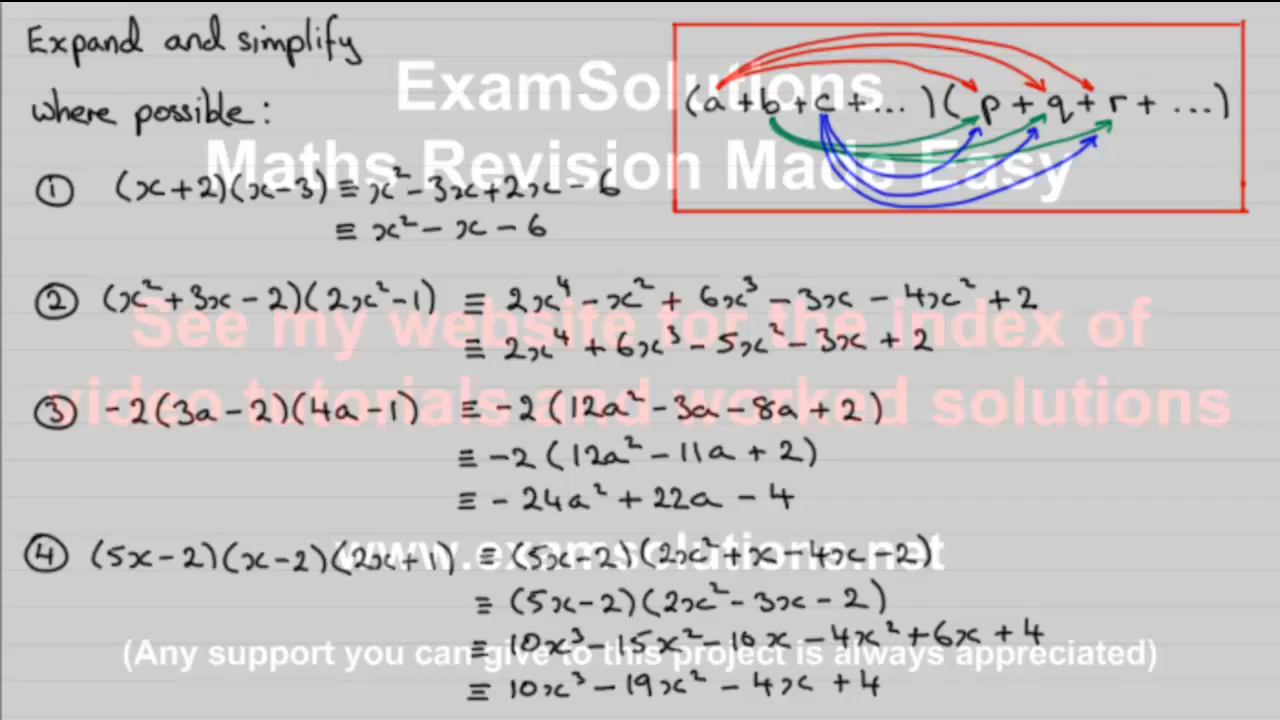 Expand and simplify
where possible:
(a + b + c + ... ) ( p + q + r + ... )
ExamSolutions
Maths Revision Made Easy
① (x+2)(x-3) ≡ x² - 3x + 2x - 6
≡ x² - x - 6
② (x² + 3x - 2)(2x² - 1) ≡ 2x⁴ - x² + 6x³ - 3x - 4x² + 2
≡ 2x⁴ + 6x³ - 5x² - 3x + 2
See my website for the index of
video tutorials and worked solutions
③ -2(3a - 2)(4a - 1) ≡ -2(12a² - 3a - 8a + 2)
≡ -2(12a² - 11a + 2)
≡ -24a² + 22a - 4
④ (5x - 2)(x - 2)(2x + 1) ≡ (5x - 2)(2x² + x - 4x - 2)
www.examsolutions.net
≡ (5x - 2)(2x² - 3x - 2)
≡ 10x³ - 15x² - 10x - 4x² + 6x + 4
(Any support you can give to this project is always appreciated)
≡ 10x³ - 19x² - 4x + 4